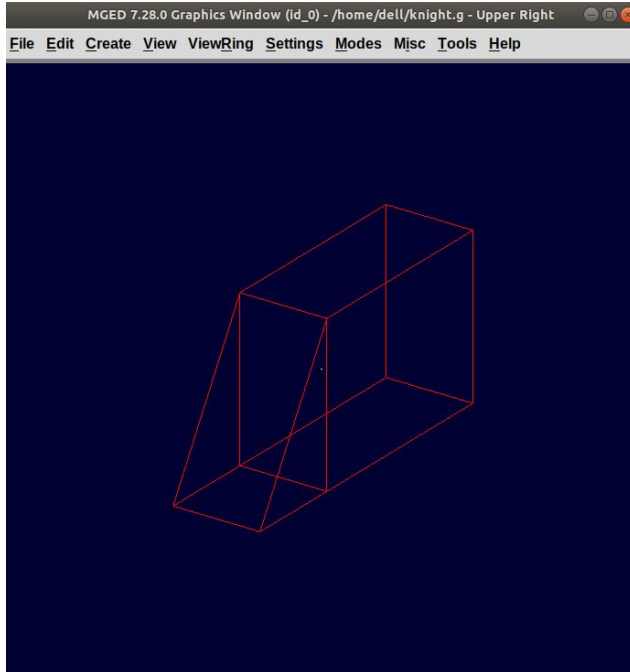 MGED 7.28.0 Graphics Window (id_0) - /home/dell/knight.g - Upper Right
File Edit Create View ViewRing Settings Modes Misc Tools Help